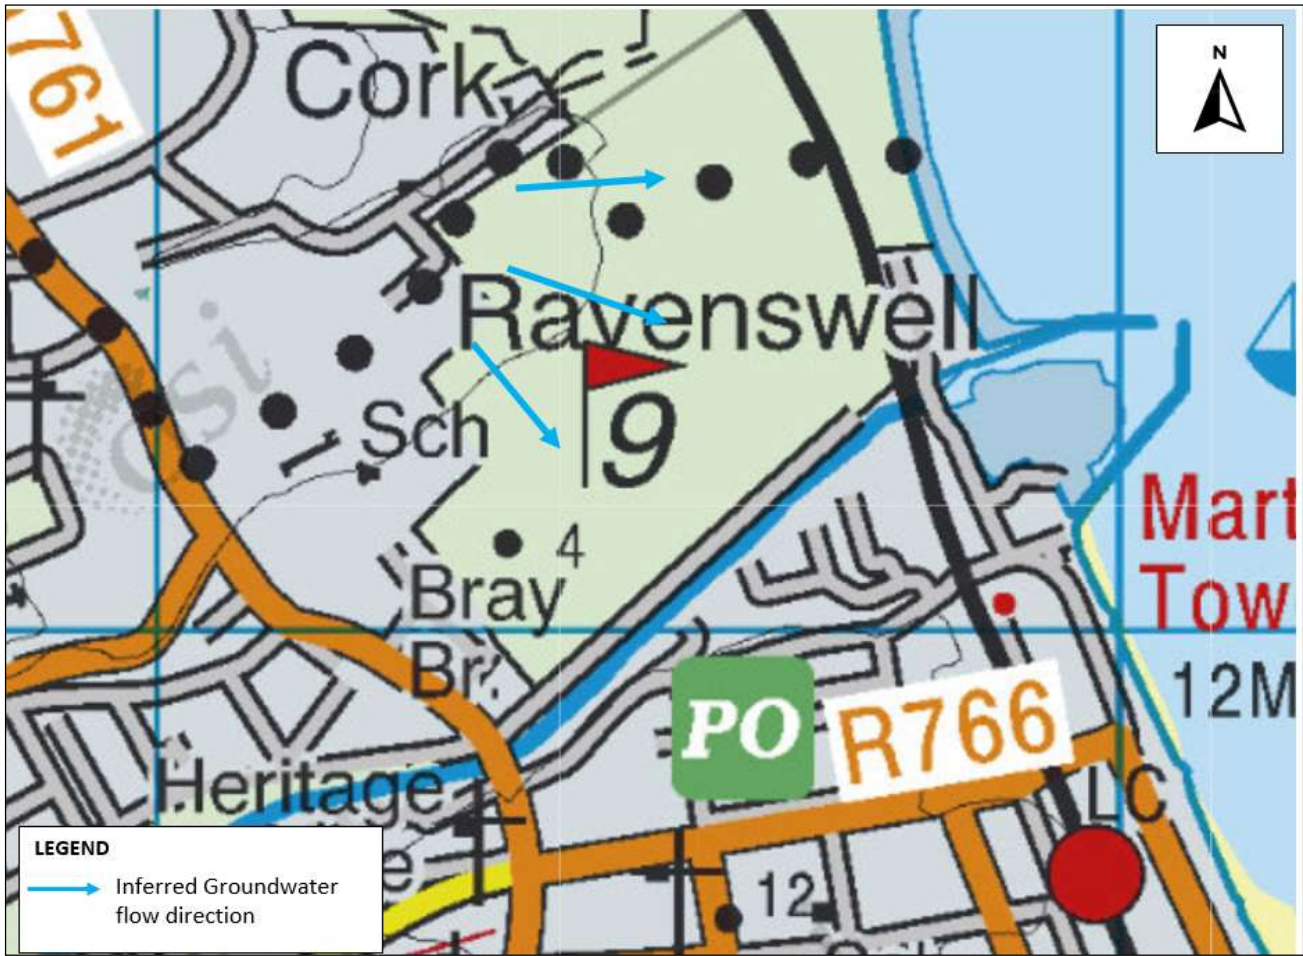 N
761
Cork
Ravenswell
9
Osi
Sch
4
Bray
Br.
Mart
Tow
12M
PO
R766
Heritage
LC
e
12
LEGEND
Inferred Groundwater
flow direction